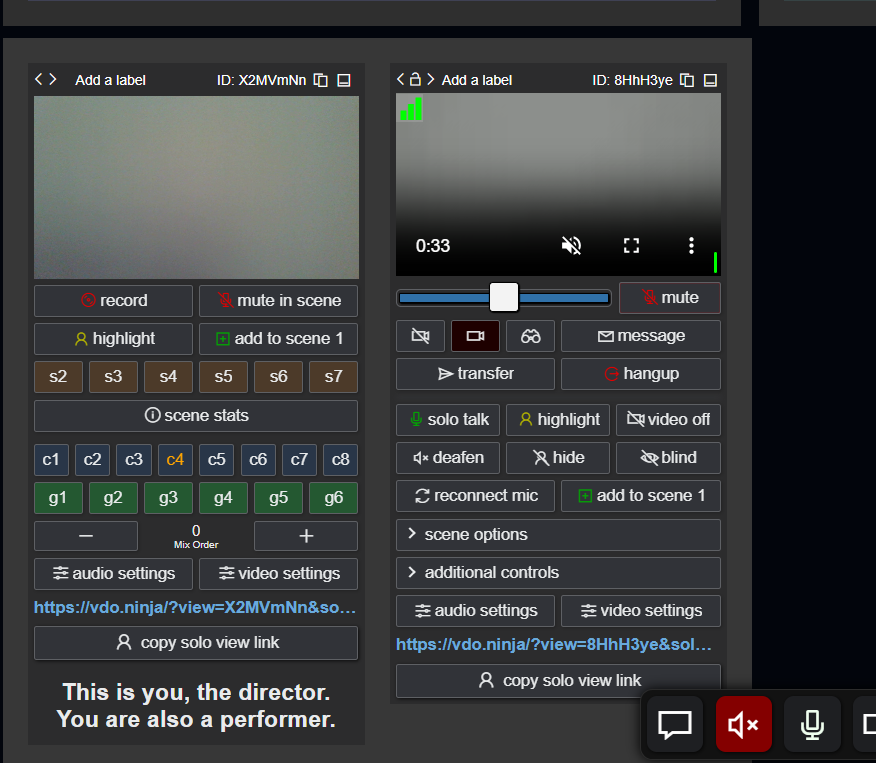 Add a label ID: X2MVmNn
record mute in scene
highlight add to scene 1
s2 s3 s4 s5 s6 s7
scene stats
c1 c2 c3 c4 c5 c6 c7 c8
g1 g2 g3 g4 g5 g6
0
Mix Order
audio settings video settings
https://vdo.ninja/?view=X2MVmNn&so...
copy solo view link
This is you, the director.
You are also a performer.
Add a label ID: 8HhH3ye
0:33
mute
message
transfer hangup
solo talk highlight video off
deafen hide blind
reconnect mic add to scene 1
scene options
additional controls
audio settings video settings
https://vdo.ninja/?view=8HhH3ye&sol...
copy solo view link